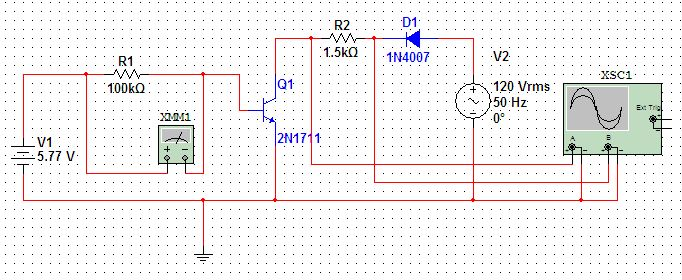 R1
100kΩ
XMM1
V1
5.77 V
Q1
2N1711
R2
1.5kΩ
D1
1N4007
V2
120 Vrms
50 Hz
0°
XSC1
Ext Trig
A
B